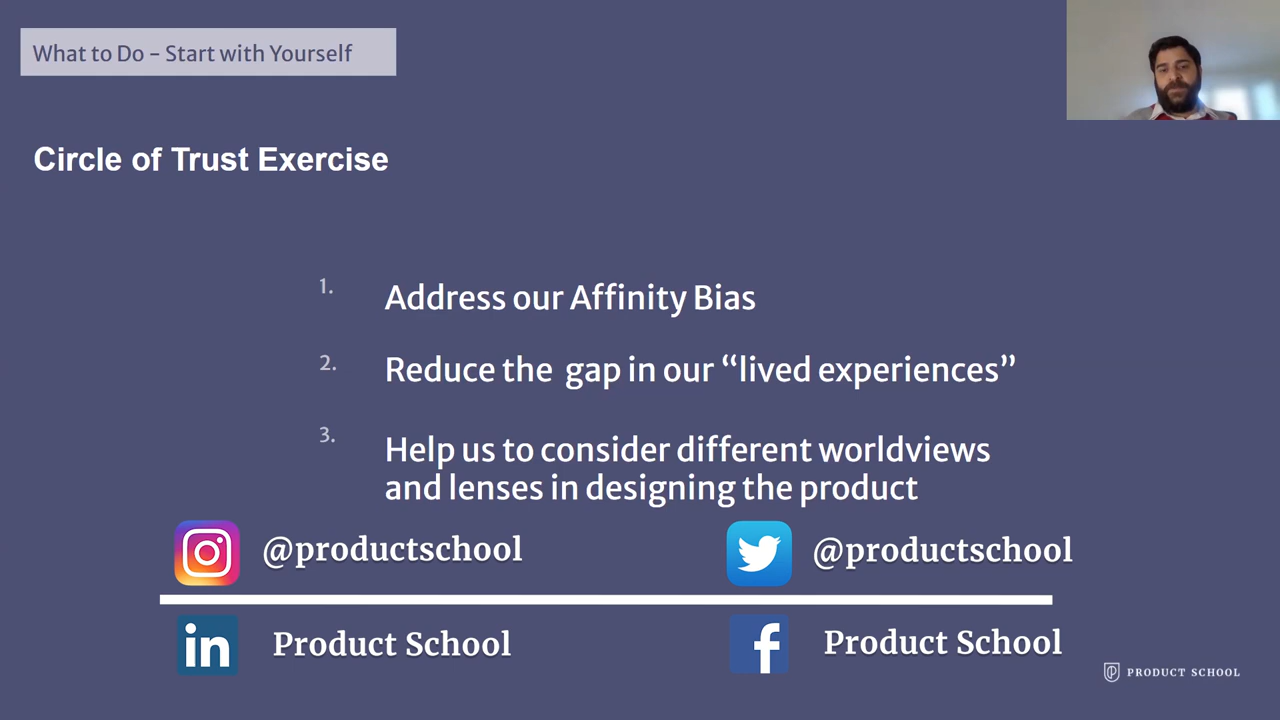 What to Do – Start with Yourself
Circle of Trust Exercise
1. Address our Affinity Bias
2. Reduce the gap in our “lived experiences”
3. Help us to consider different worldviews
and lenses in designing the product
@productschool
@productschool
in Product School
f Product School
PRODUCT SCHOOL